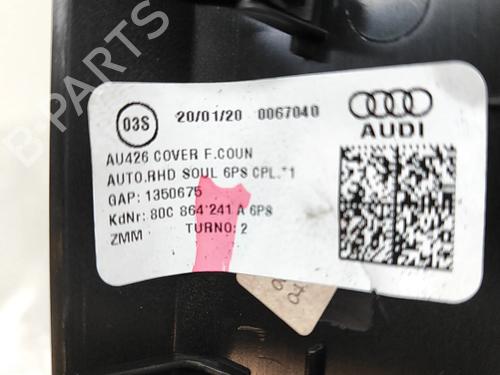 B-PARTS
03S
20/01/20 0067040
AUDI
AU426 COVER F.COUN
AUTO.RHD SOUL 6PS CPL.*1
GAP: 1350675
KdNr: 80C 864 241 A 6PS
ZMM TURNO: 2